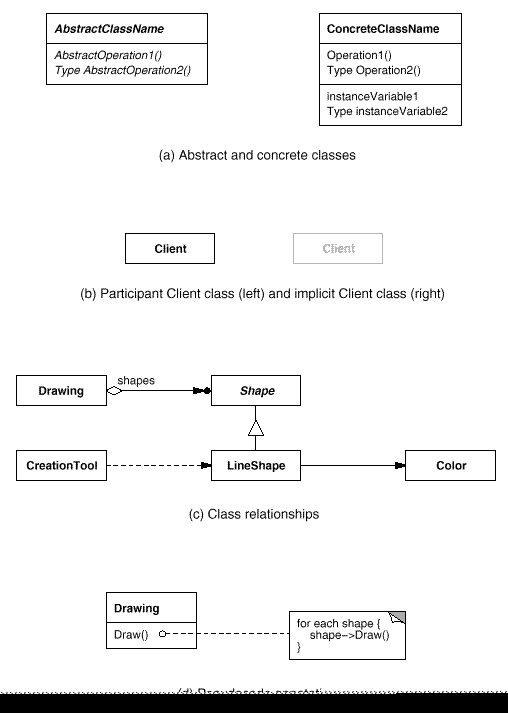 AbstractClassName
AbstractOperation1()
Type AbstractOperation2()
ConcreteClassName
Operation1()
Type Operation2()
instanceVariable1
Type instanceVariable2
(a) Abstract and concrete classes
Client
Client
(b) Participant Client class (left) and implicit Client class (right)
Drawing
shapes
Shape
CreationTool
LineShape
Color
(c) Class relationships
Drawing
Draw()
for each shape {
shape->Draw()
}